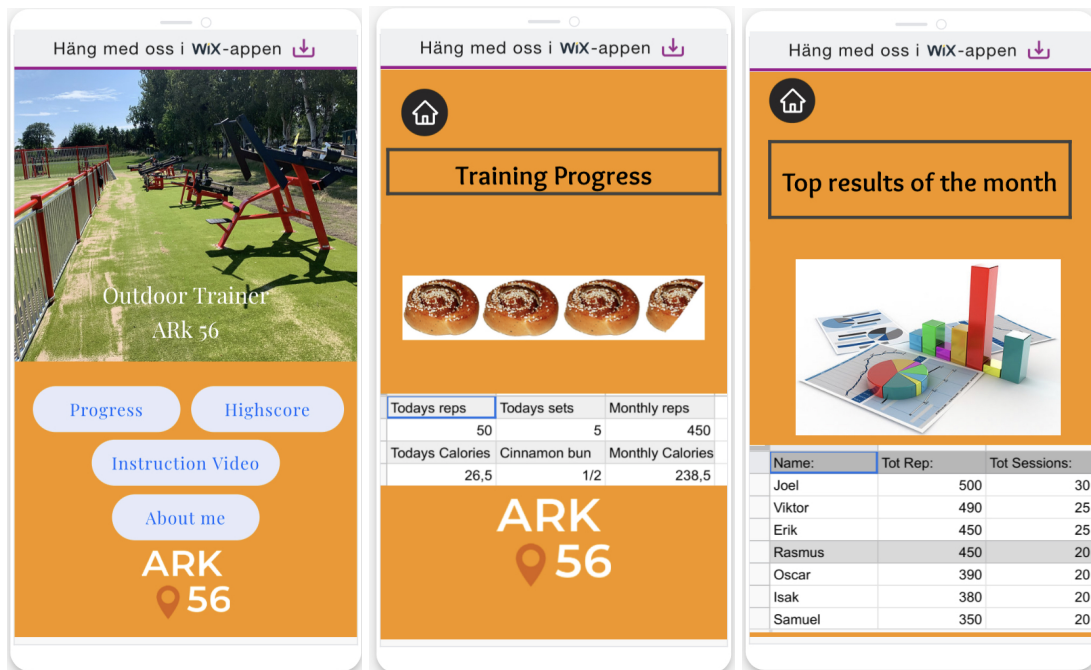 Häng med oss i WiX-appen
Outdoor Trainer
ARk 56
Progress
Highscore
Instruction Video
About me
ARK
56
Häng med oss i WiX-appen
Training Progress
Todays reps Todays sets Monthly reps
50 5 450
Todays Calories Cinnamon bun Monthly Calories
26,5 1/2 238,5
ARK
56
Häng med oss i WiX-appen
Top results of the month
Name: Tot Rep: Tot Sessions:
Joel 500 30
Viktor 490 25
Erik 450 25
Rasmus 450 20
Oscar 390 20
Isak 380 20
Samuel 350 20